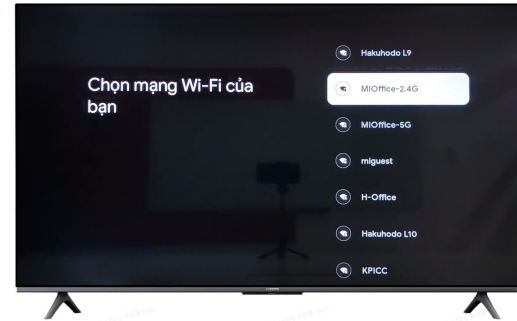 Chọn mạng Wi-Fi của
bạn
Hakuhodo L9
MIOffice-2.4G
MIOffice-5G
miguest
H-Office
Hakuhodo L10
KPICC